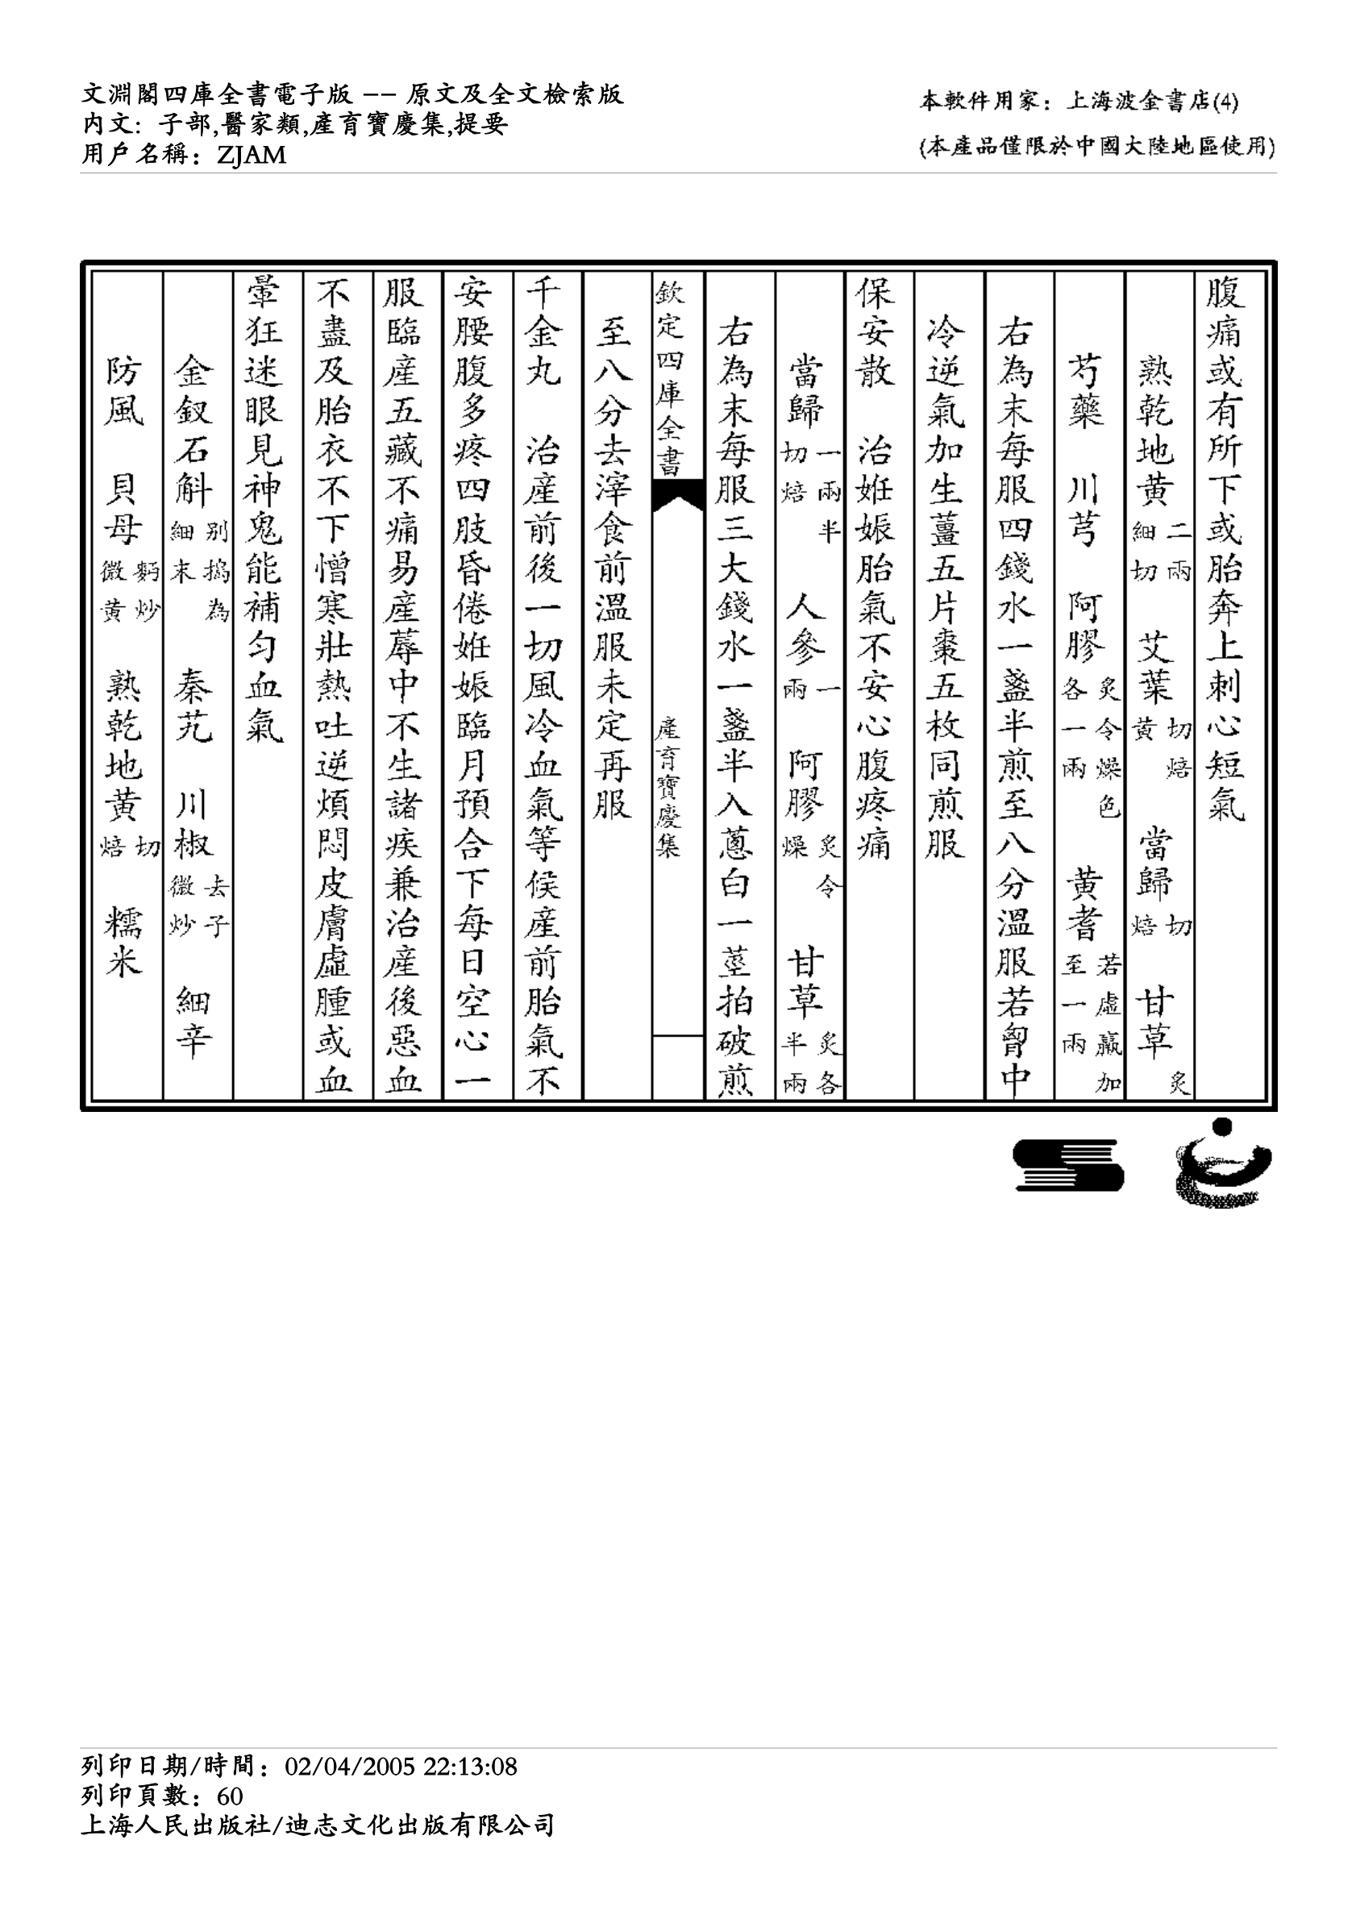 文淵閣四庫全書電子版 −− 原文及全文檢索版
內文：子部,醫家類,產育寶慶集,提要
用戶名稱：ZJAM
本軟件用家：上海波金書店(4)
(本產品僅限於中國大陸地區使用)
腹痛或有所下或胎奔上刺心短氣
熟乾地黃二兩細切 艾葉切焙黃 當歸切焙 甘草炙
芍藥 川芎 阿膠炙令燥色各一兩 黃耆若虛羸加至一兩
右為末每服四錢水一盞半煎至八分溫服若胷中
冷逆氣加生薑五片棗五枚同煎服
保安散 治姙娠胎氣不安心腹疼痛
當歸一兩半切焙 人參一兩 阿膠炙令燥 甘草炙各半兩
右為末每服三大錢水一盞半入蔥白一莖拍破煎
欽定四庫全書 產育寶慶集
至八分去滓食前溫服未定再服
千金丸 治產前後一切風冷血氣等候產前胎氣不
安腰腹多疼四肢昏倦姙娠臨月預合下每日空心一
服臨產五藏不痛易產蓐中不生諸疾兼治產後惡血
不盡及胎衣不下憎寒壯熱吐逆煩悶皮膚虛腫或血
暈狂迷眼見神鬼能補勻血氣
金釵石斛別搗為細末 秦艽 川椒去子微炒 細辛
防風 貝母麪炒微黃 熟乾地黃切焙 糯米
列印日期/時間：02/04/2005 22:13:08
列印頁數：60
上海人民出版社/迪志文化出版有限公司